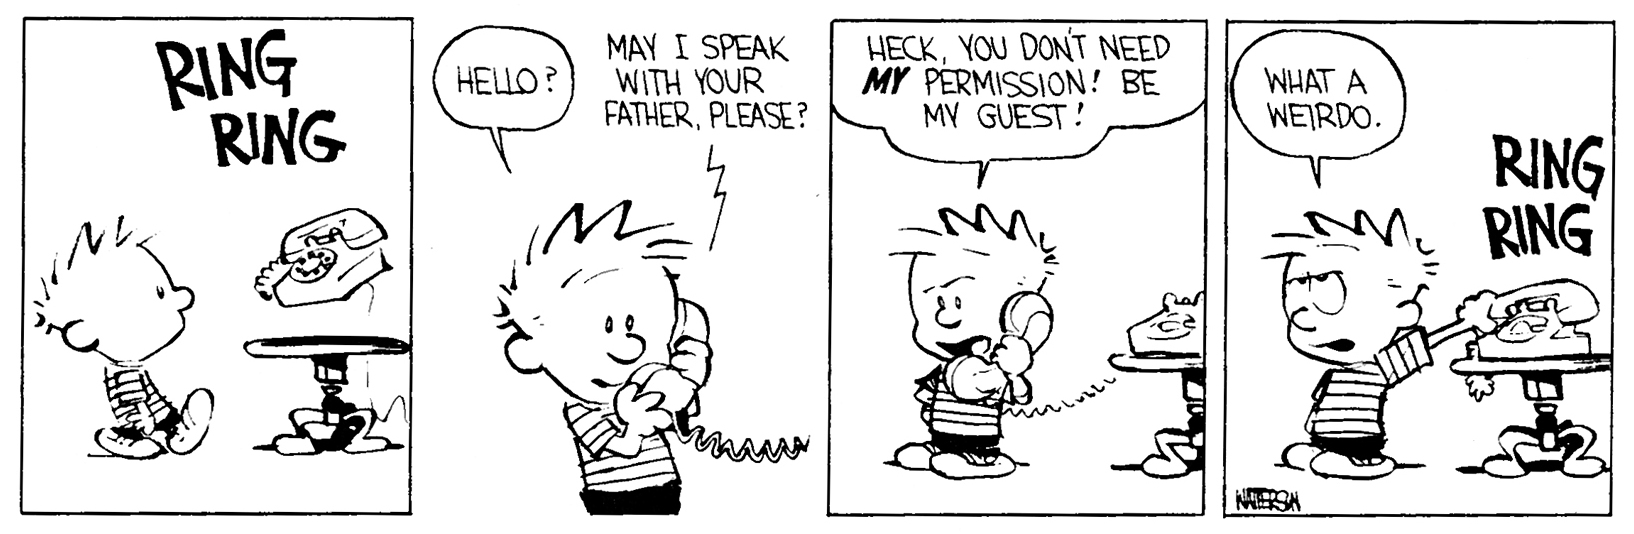 RING
RING
HELLO?
MAY I SPEAK
WITH YOUR
FATHER, PLEASE?
HECK, YOU DON'T NEED
MY PERMISSION! BE
MY GUEST!
WHAT A
WEIRDO.
RING
RING
WATTERSON